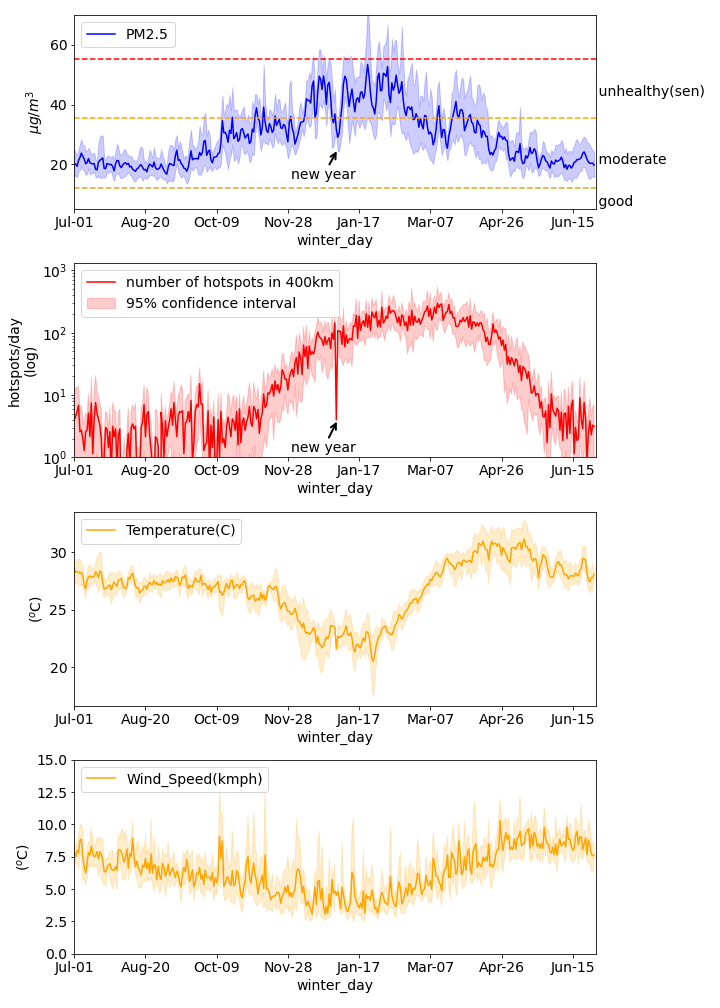 PM2.5
60
40
20
μg/m³
unhealthy(sen)
moderate
good
new year
Jul-01 Aug-20 Oct-09 Nov-28 Jan-17 Mar-07 Apr-26 Jun-15
winter_day
number of hotspots in 400km
95% confidence interval
10³
10²
10¹
10⁰
hotspots/day
(log)
new year
Jul-01 Aug-20 Oct-09 Nov-28 Jan-17 Mar-07 Apr-26 Jun-15
winter_day
Temperature(C)
30
25
20
(°C)
Jul-01 Aug-20 Oct-09 Nov-28 Jan-17 Mar-07 Apr-26 Jun-15
winter_day
Wind_Speed(kmph)
15.0
12.5
10.0
7.5
5.0
2.5
0.0
(°C)
Jul-01 Aug-20 Oct-09 Nov-28 Jan-17 Mar-07 Apr-26 Jun-15
winter_day